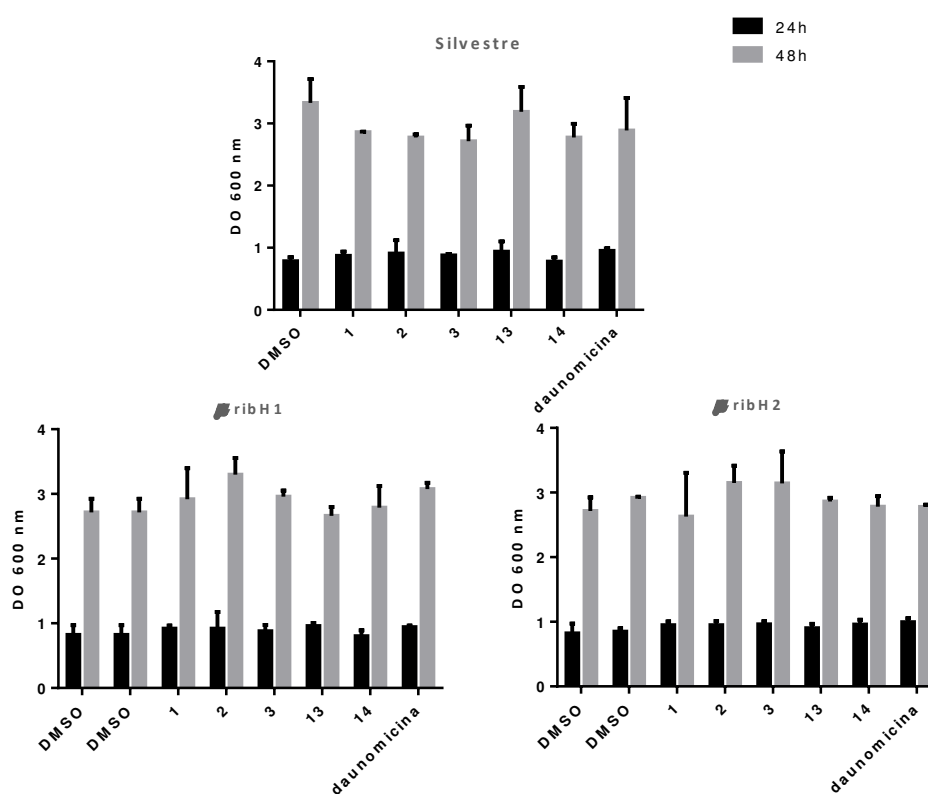 24h
48h
Silvestre
4
3
2
1
0
DO 600 nm
DMSO
1
2
3
13
14
daunomicina
ribH1
4
3
2
1
0
DO 600 nm
DMSO
DMSO
1
2
3
13
14
daunomicina
ribH2
4
3
2
1
0
DO 600 nm
DMSO
DMSO
1
2
3
13
14
daunomicina